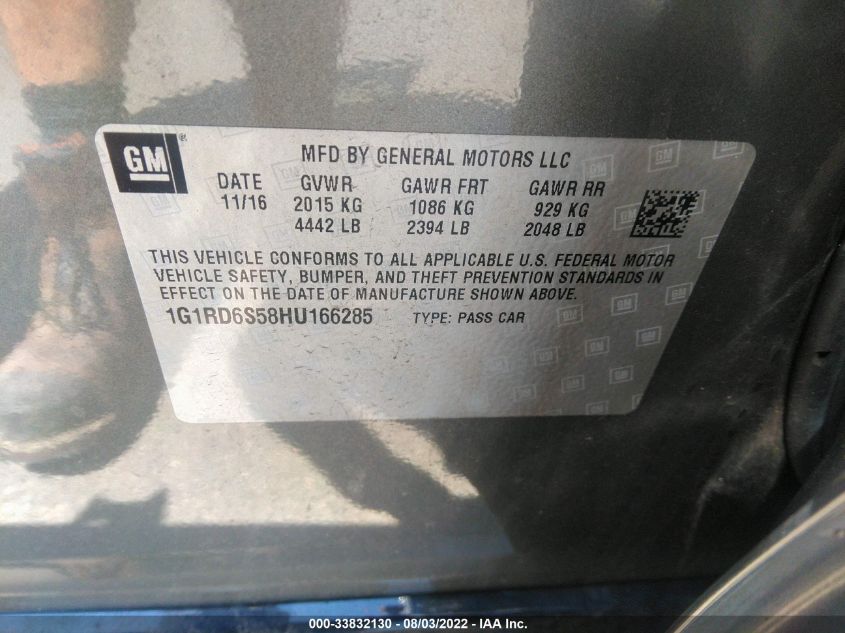 GM ®
MFD BY GENERAL MOTORS LLC
DATE GVWR GAWR FRT GAWR RR
11/16 2015 KG 1086 KG 929 KG
4442 LB 2394 LB 2048 LB
THIS VEHICLE CONFORMS TO ALL APPLICABLE U.S. FEDERAL MOTOR
VEHICLE SAFETY, BUMPER, AND THEFT PREVENTION STANDARDS IN
EFFECT ON THE DATE OF MANUFACTURE SHOWN ABOVE.
1G1RD6S58HU166285 TYPE: PASS CAR
000-33832130 - 08/03/2022 - IAA Inc.